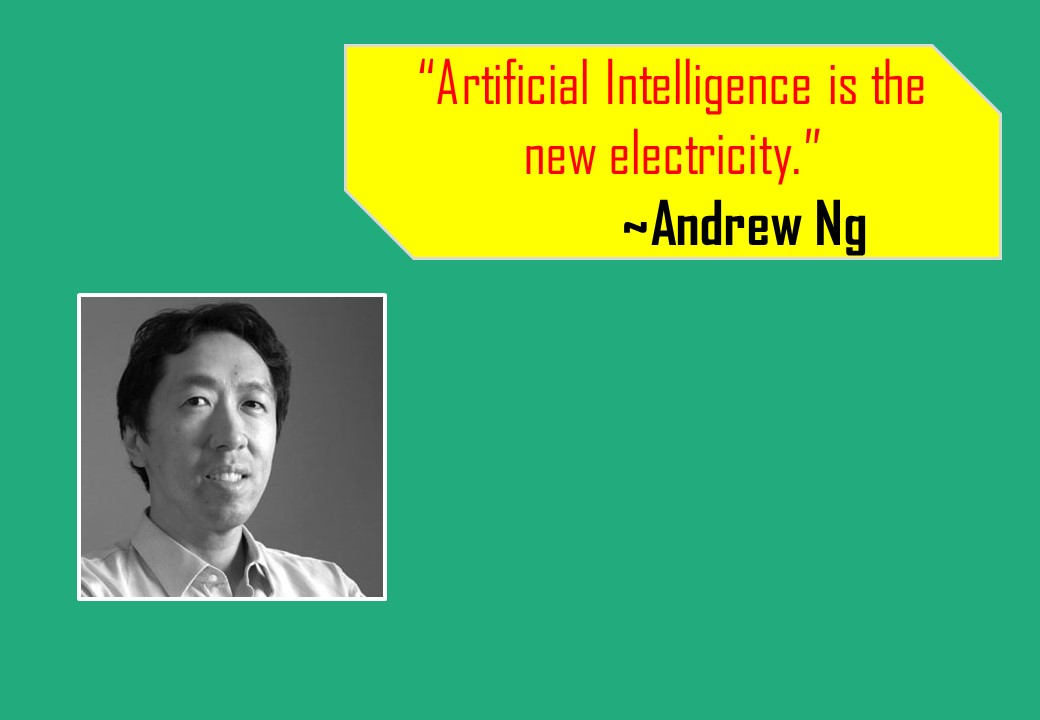 “Artificial Intelligence is the
new electricity.”
~Andrew Ng